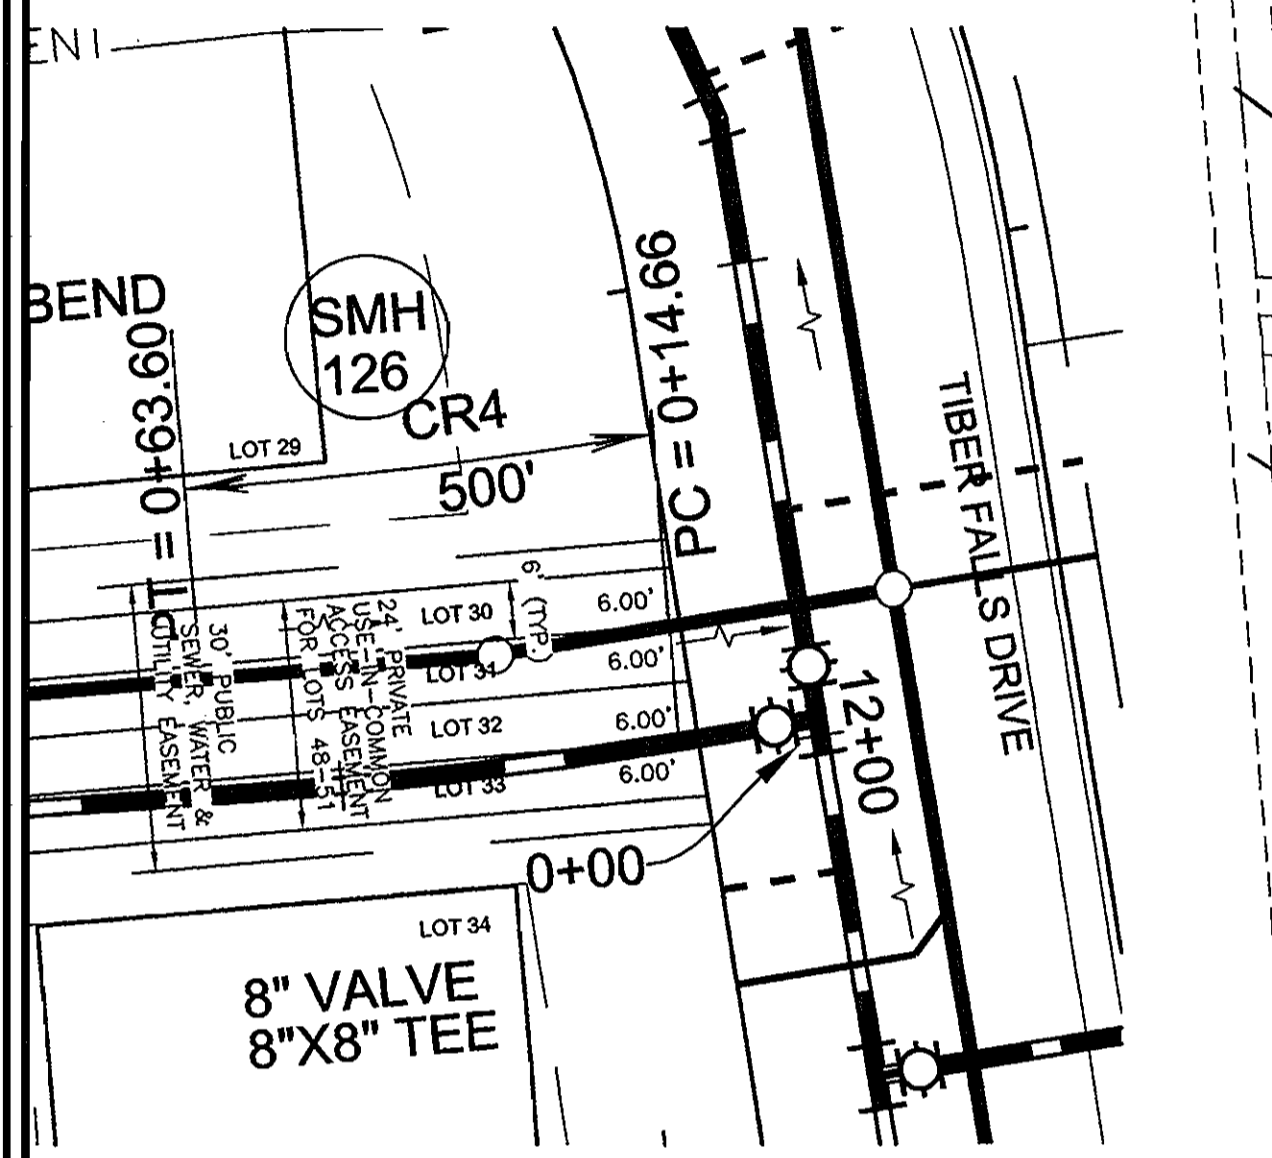 BEND
SMH
126
CR4
500'
PT = 0+63.60
PC = 0+14.66
LOT 29
LOT 30
LOT 31
LOT 32
LOT 33
LOT 34
6' (TYP.)
6.00'
6.00'
6.00'
6.00'
24' PRIVATE
USE-IN-COMMON
ACCESS EASEMENT
FOR LOTS 48-51
30' PUBLIC
SEWER, WATER &
UTILITY EASEMENT
TIBER FALLS DRIVE
12+00
0+00
8" VALVE
8"X8" TEE